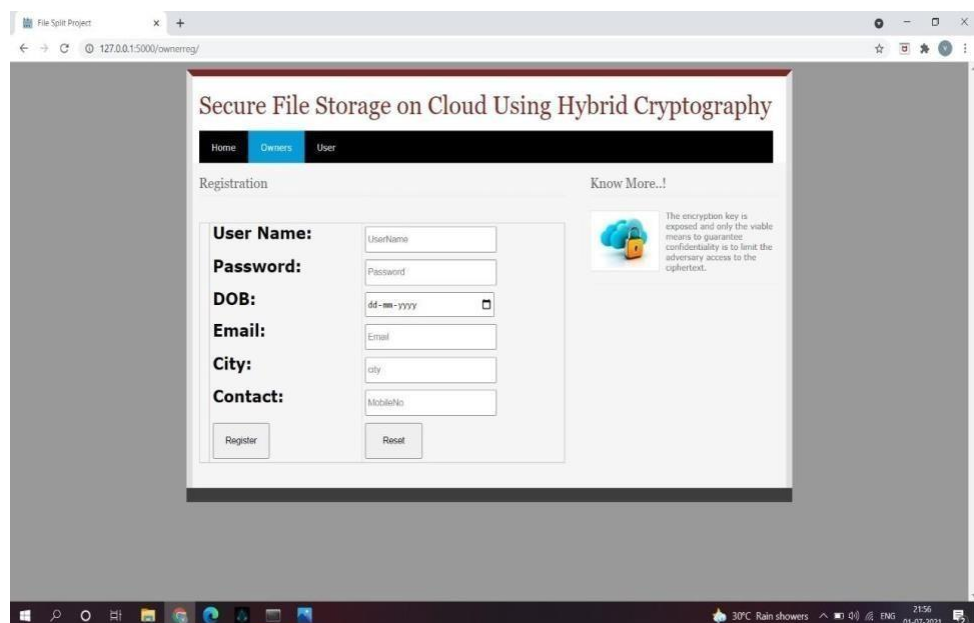 File Split Project
127.0.0.1:5000/ownerreg/
Secure File Storage on Cloud Using Hybrid Cryptography
Home Owners User
Registration
User Name: UserName
Password: Password
DOB: dd-mm-yyyy
Email: Email
City: city
Contact: MobileNo
Register Reset
Know More..!
The encryption key is
exposed and only the viable
means to guarantee
confidentiality is to limit the
adversary access to the
ciphertext.
30°C Rain showers ENG 21:56
01-07-2021